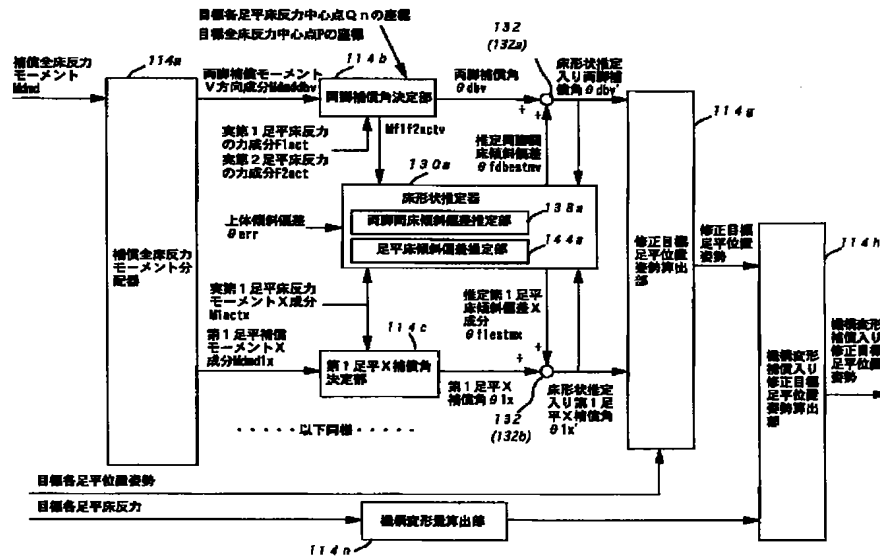 目標各足平床反力中心点Qnの座標
目標全床反力中心点Pの座標
132
(132a)
114a
補償全床反力
モーメント
Mdmd
両脚補償モーメント
V方向成分Mdmddbv
114b
両脚補償角決定部
両脚補償角
θdbv
床形状推定
入り両脚補
償角θdbv'
114g
実第1足平床反力
の力成分F1act
実第2足平床反力
の力成分F2act
Mf1f2actv
130a
推定両脚間
床傾斜偏差
θfdbestmv
床形状推定器
両脚間床傾斜偏差推定部
138a
足平床傾斜偏差推定部
144a
上体傾斜偏差
θerr
補償全床反力
モーメント分
配器
修正目標
足平位置
姿勢算出
部
修正目標
足平位置
姿勢
114h
実第1足平床反力
モーメントX成分
M1actx
推定第1足平
床傾斜偏差X
成分
θf1estmx
114c
第1足平補償
モーメントX
成分Mdmd1x
第1足平X補償角
決定部
第1足平X
補償角θ1x
132
(132b)
床形状推定
入り第1足
平X補償角
θ1x'
機構変形
補償入り
修正目標
足平位置
姿勢算出
部
機構変形
補償入り
修正目標
足平位置
姿勢
・・・・・以下同様・・・・・
目標各足平位置姿勢
目標各足平床反力
機構変形量算出部
114n